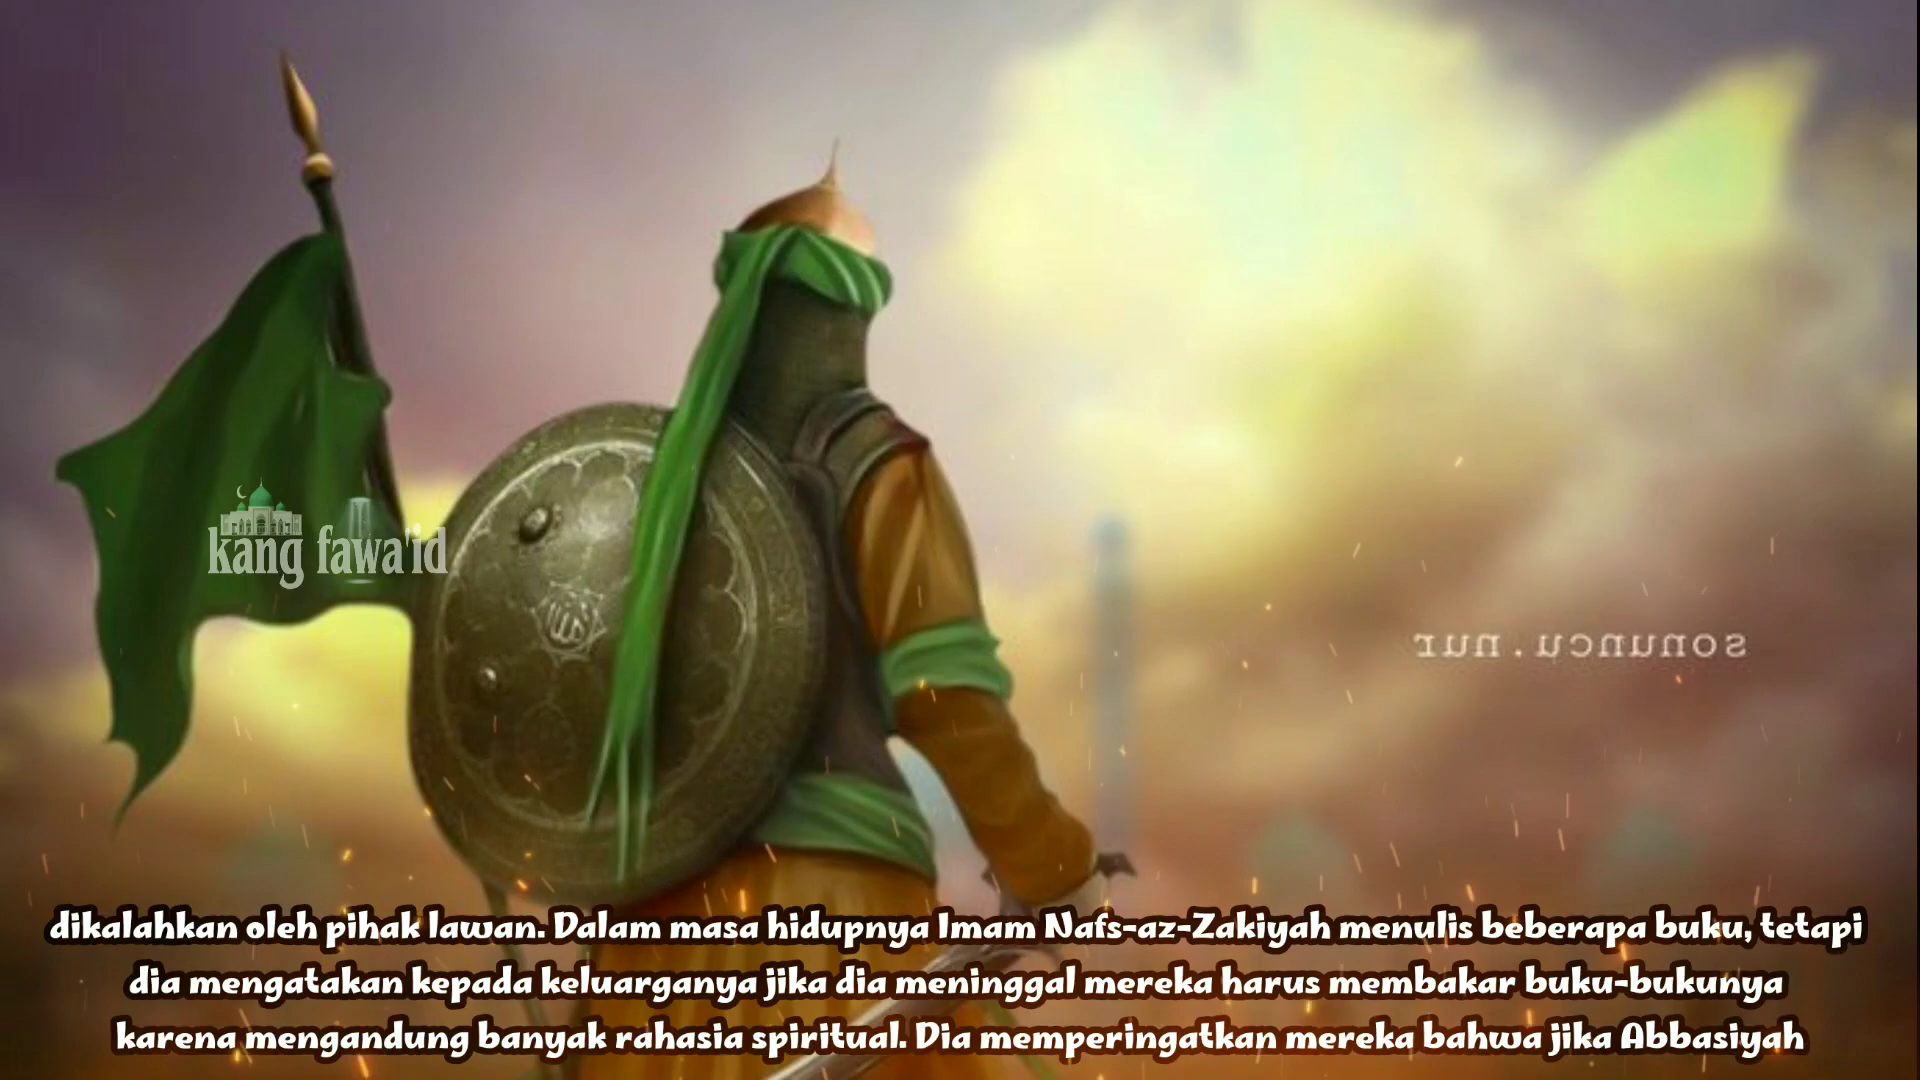 kang fawa'id
sonuncu.nur
dikalahkan oleh pihak lawan. Dalam masa hidupnya Imam Nafs-az-Zakiyah menulis beberapa buku, tetapi
dia mengatakan kepada keluarganya jika dia meninggal mereka harus membakar buku-bukunya
karena mengandung banyak rahasia spiritual. Dia memperingatkan mereka bahwa jika Abbasiyah